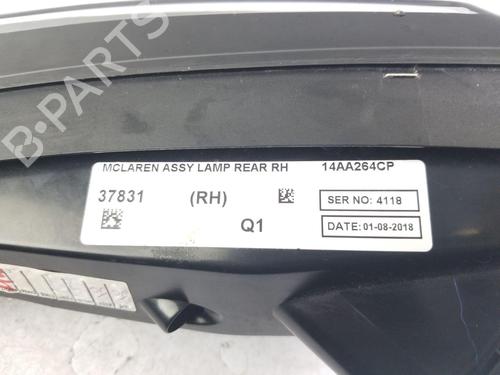 MCLAREN ASSY LAMP REAR RH 14AA264CP
37831 (RH) SER NO: 4118
Q1 DATE: 01-08-2018
B-PARTS